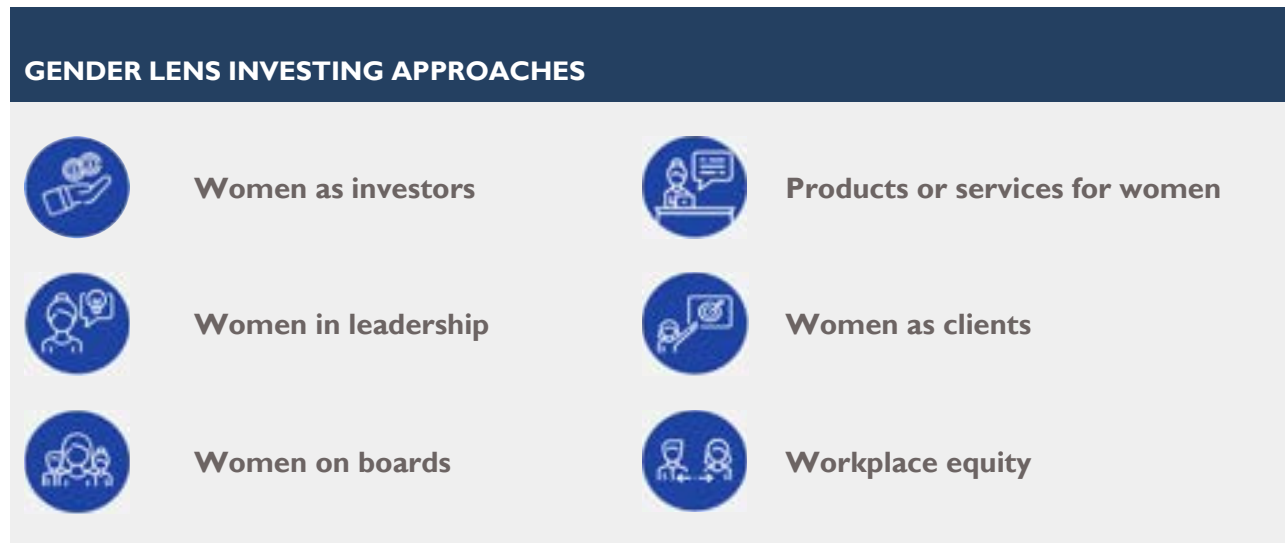 GENDER LENS INVESTING APPROACHES
Women as investors
Products or services for women
Women in leadership
Women as clients
Women on boards
Workplace equity